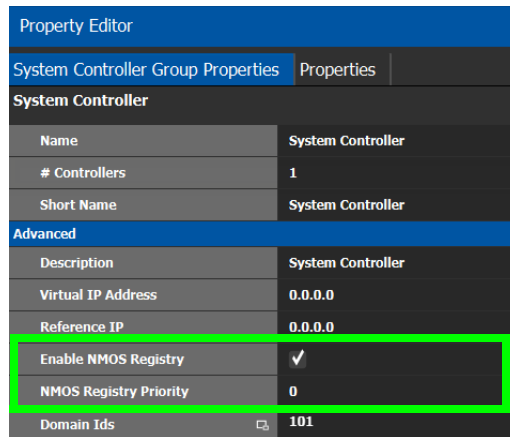 Property Editor
System Controller Group Properties Properties
System Controller
Name System Controller
# Controllers 1
Short Name System Controller
Advanced
Description System Controller
Virtual IP Address 0.0.0.0
Reference IP 0.0.0.0
Enable NMOS Registry
NMOS Registry Priority 0
Domain Ids 101